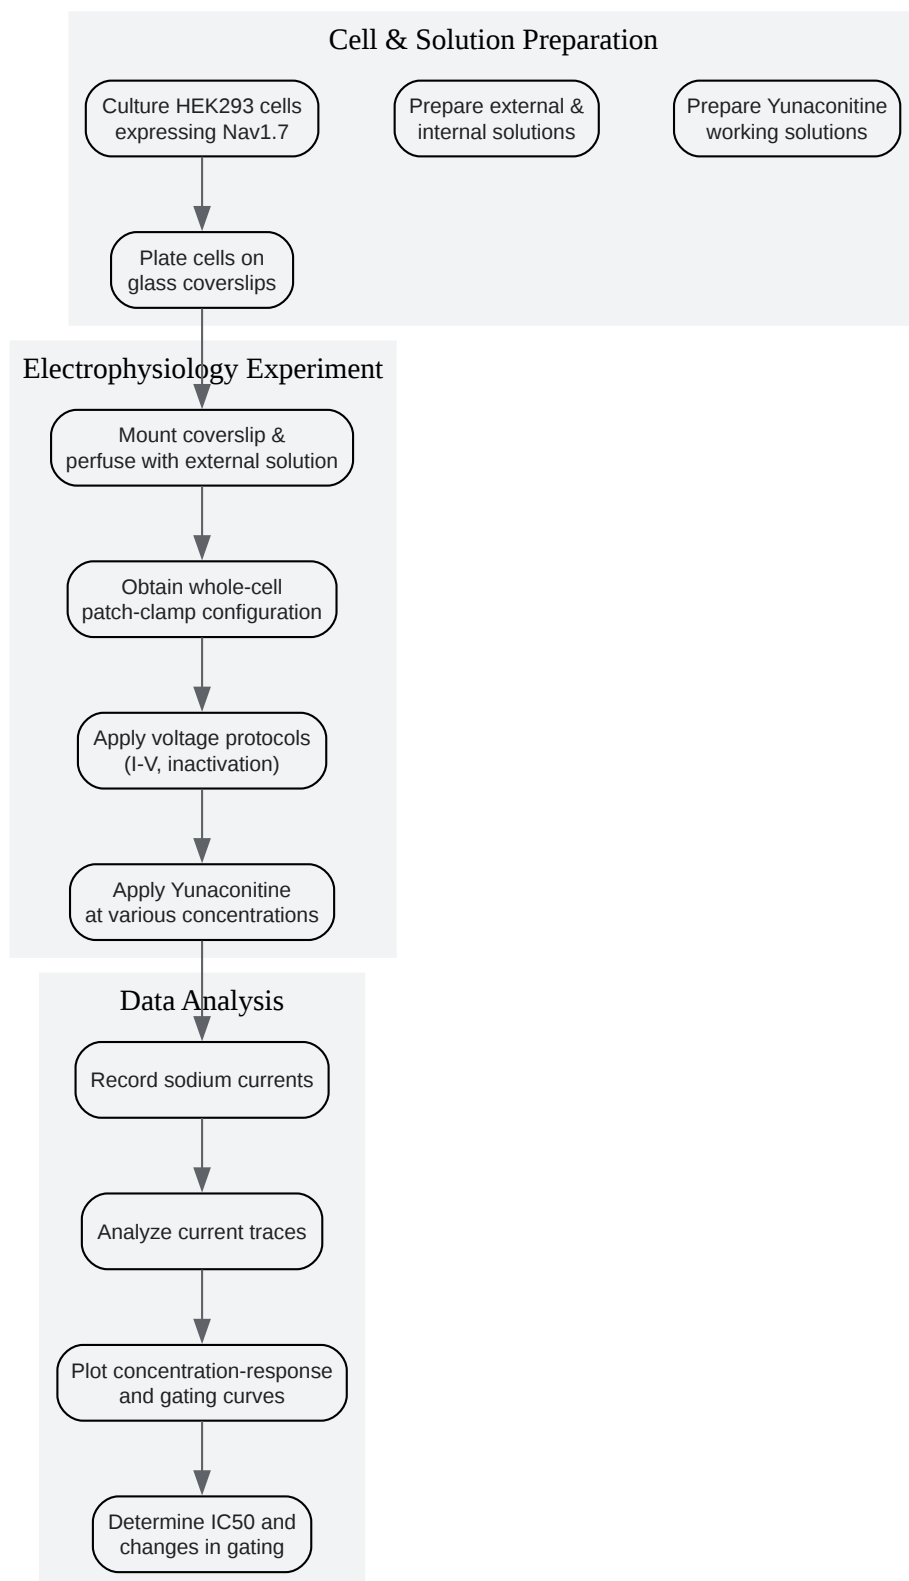 Cell & Solution Preparation
Culture HEK293 cells
expressing Nav1.7
Prepare external &
internal solutions
Prepare Yunaconitine
working solutions
Plate cells on
glass coverslips
Electrophysiology Experiment
Mount coverslip &
perfuse with external solution
Obtain whole-cell
patch-clamp configuration
Apply voltage protocols
(I-V, inactivation)
Apply Yunaconitine
at various concentrations
Data Analysis
Record sodium currents
Analyze current traces
Plot concentration-response
and gating curves
Determine IC50 and
changes in gating